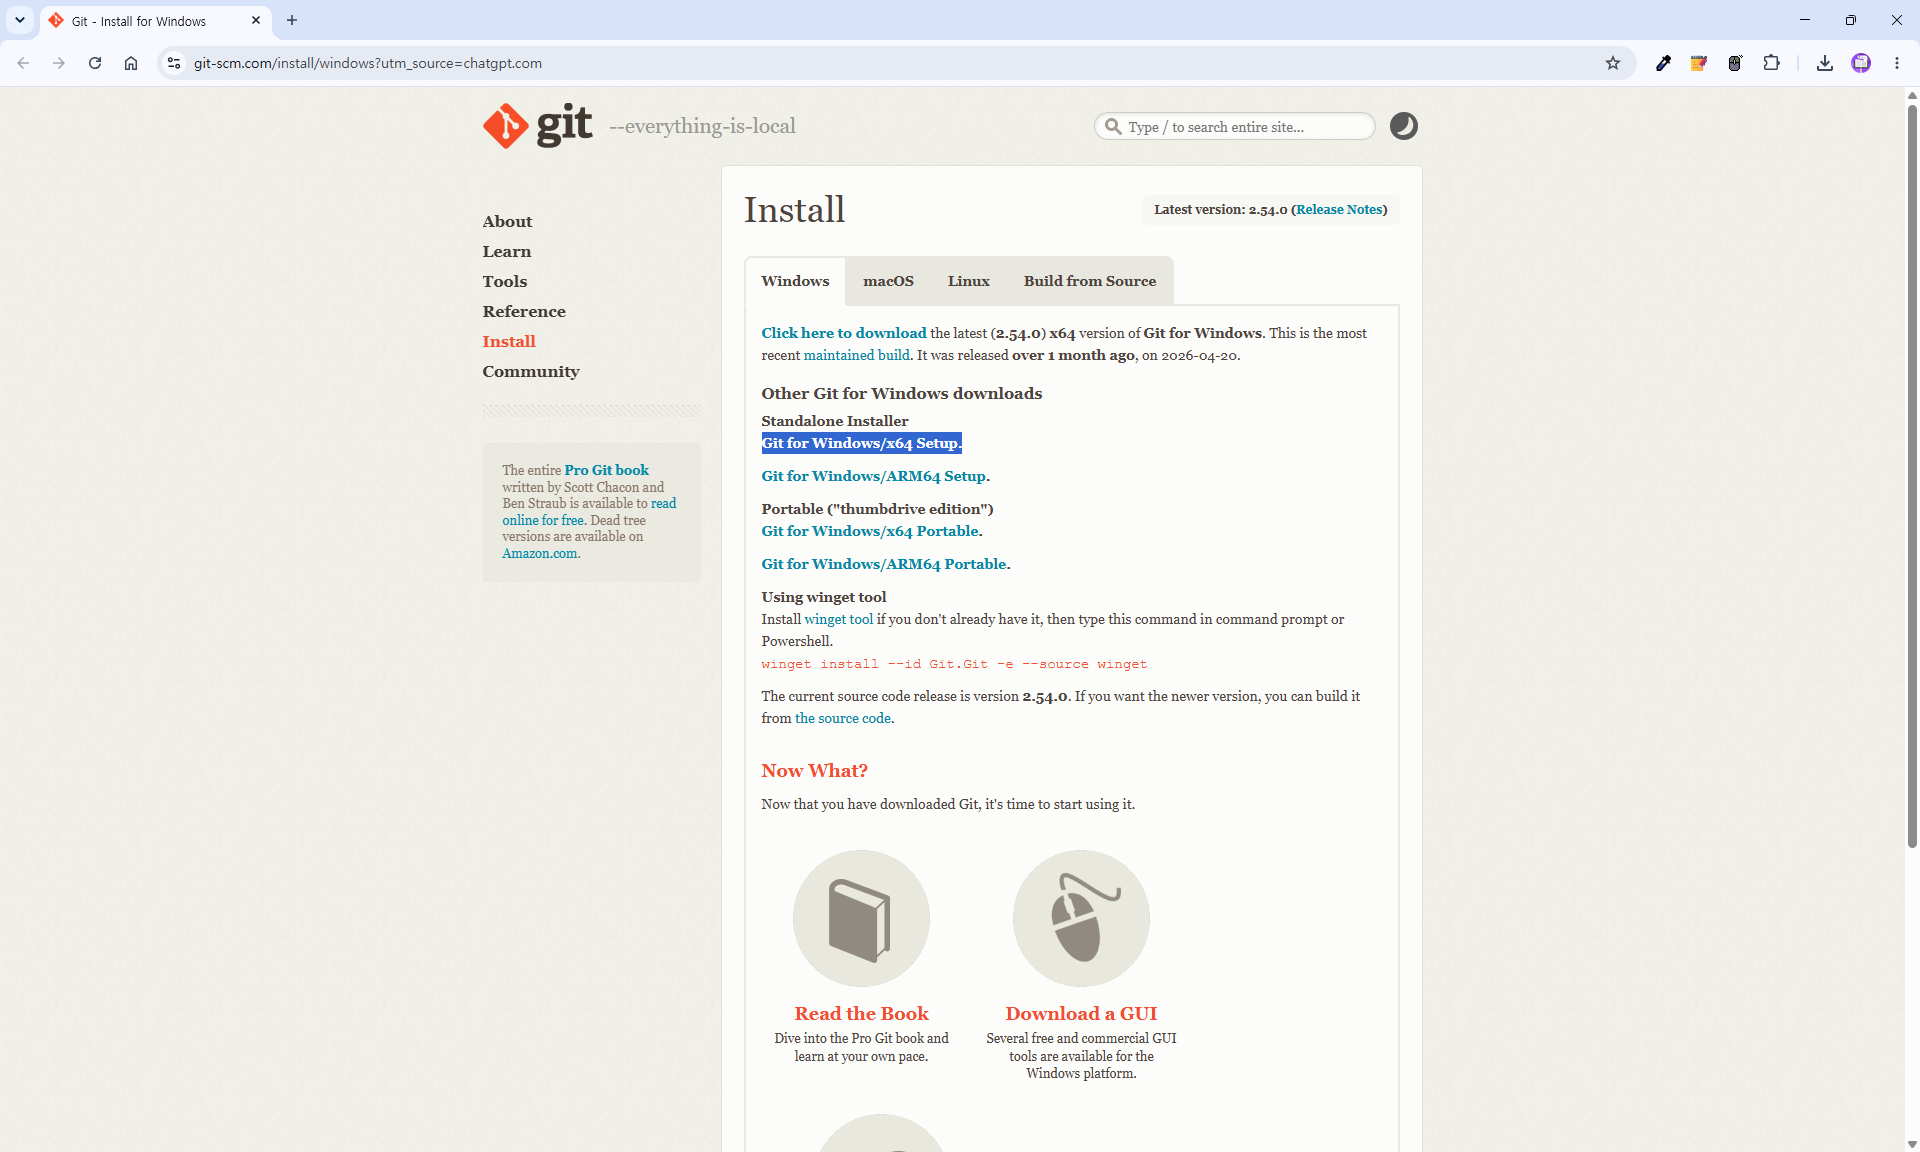 Git - Install for Windows
git-scm.com/install/windows?utm_source=chatgpt.com
git --everything-is-local
Type / to search entire site...
About
Learn
Tools
Reference
Install
Community
The entire Pro Git book
written by Scott Chacon and
Ben Straub is available to read
online for free. Dead tree
versions are available on
Amazon.com.
Install
Latest version: 2.54.0 (Release Notes)
Windows macOS Linux Build from Source
Click here to download the latest (2.54.0) x64 version of Git for Windows. This is the most
recent maintained build. It was released over 1 month ago, on 2026-04-20.
Other Git for Windows downloads
Standalone Installer
Git for Windows/x64 Setup.
Git for Windows/ARM64 Setup.
Portable ("thumbdrive edition")
Git for Windows/x64 Portable.
Git for Windows/ARM64 Portable.
Using winget tool
Install winget tool if you don't already have it, then type this command in command prompt or
Powershell.
winget install --id Git.Git -e --source winget
The current source code release is version 2.54.0. If you want the newer version, you can build it
from the source code.
Now What?
Now that you have downloaded Git, it's time to start using it.
Read the Book
Dive into the Pro Git book and
learn at your own pace.
Download a GUI
Several free and commercial GUI
tools are available for the
Windows platform.